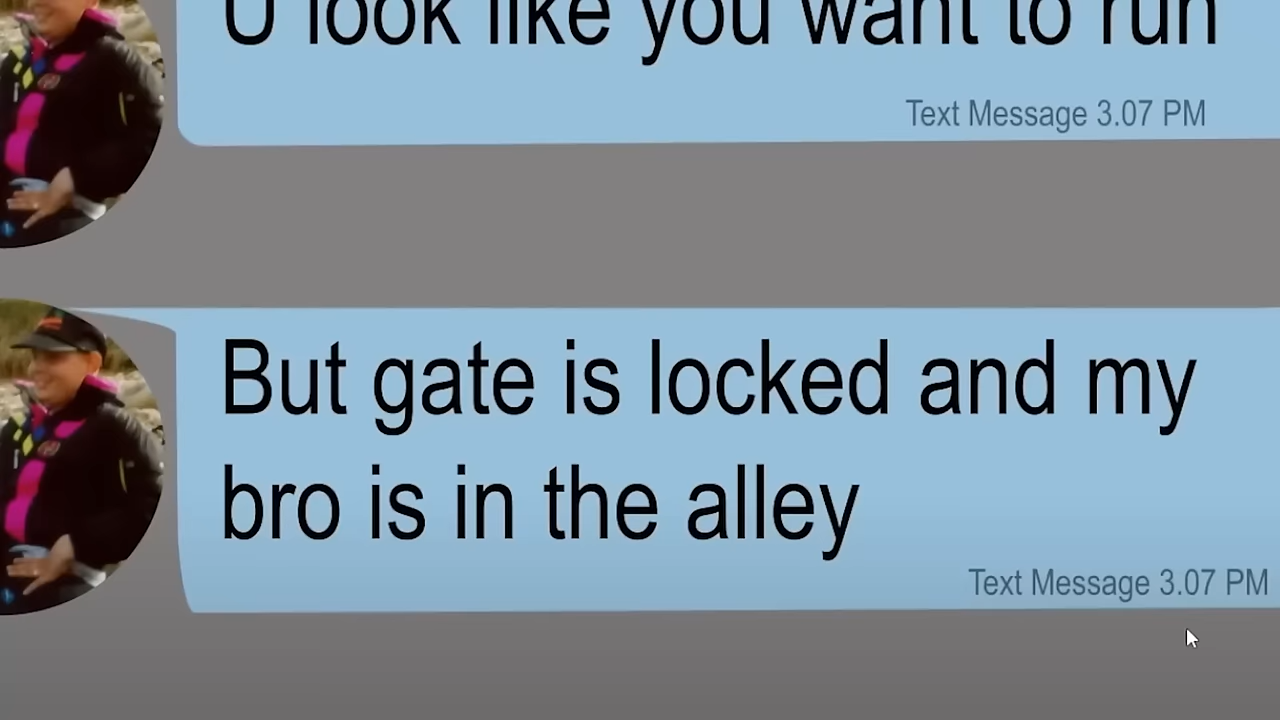 U look like you want to run
Text Message 3.07 PM
But gate is locked and my
bro is in the alley
Text Message 3.07 PM